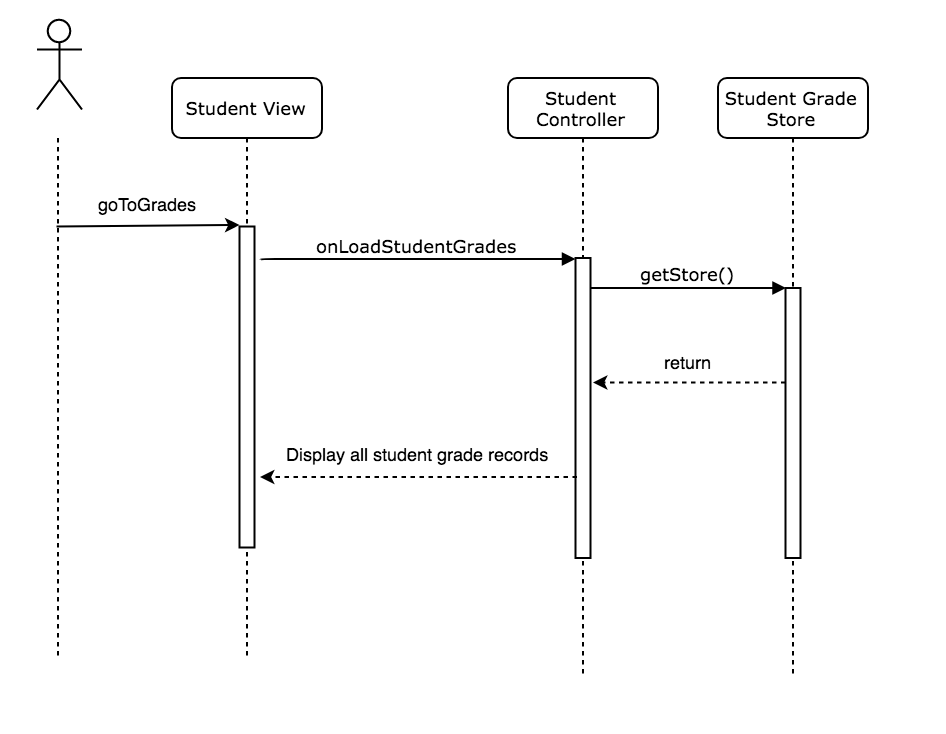 Student View
Student
Controller
Student Grade
Store
goToGrades
onLoadStudentGrades
getStore()
return
Display all student grade records